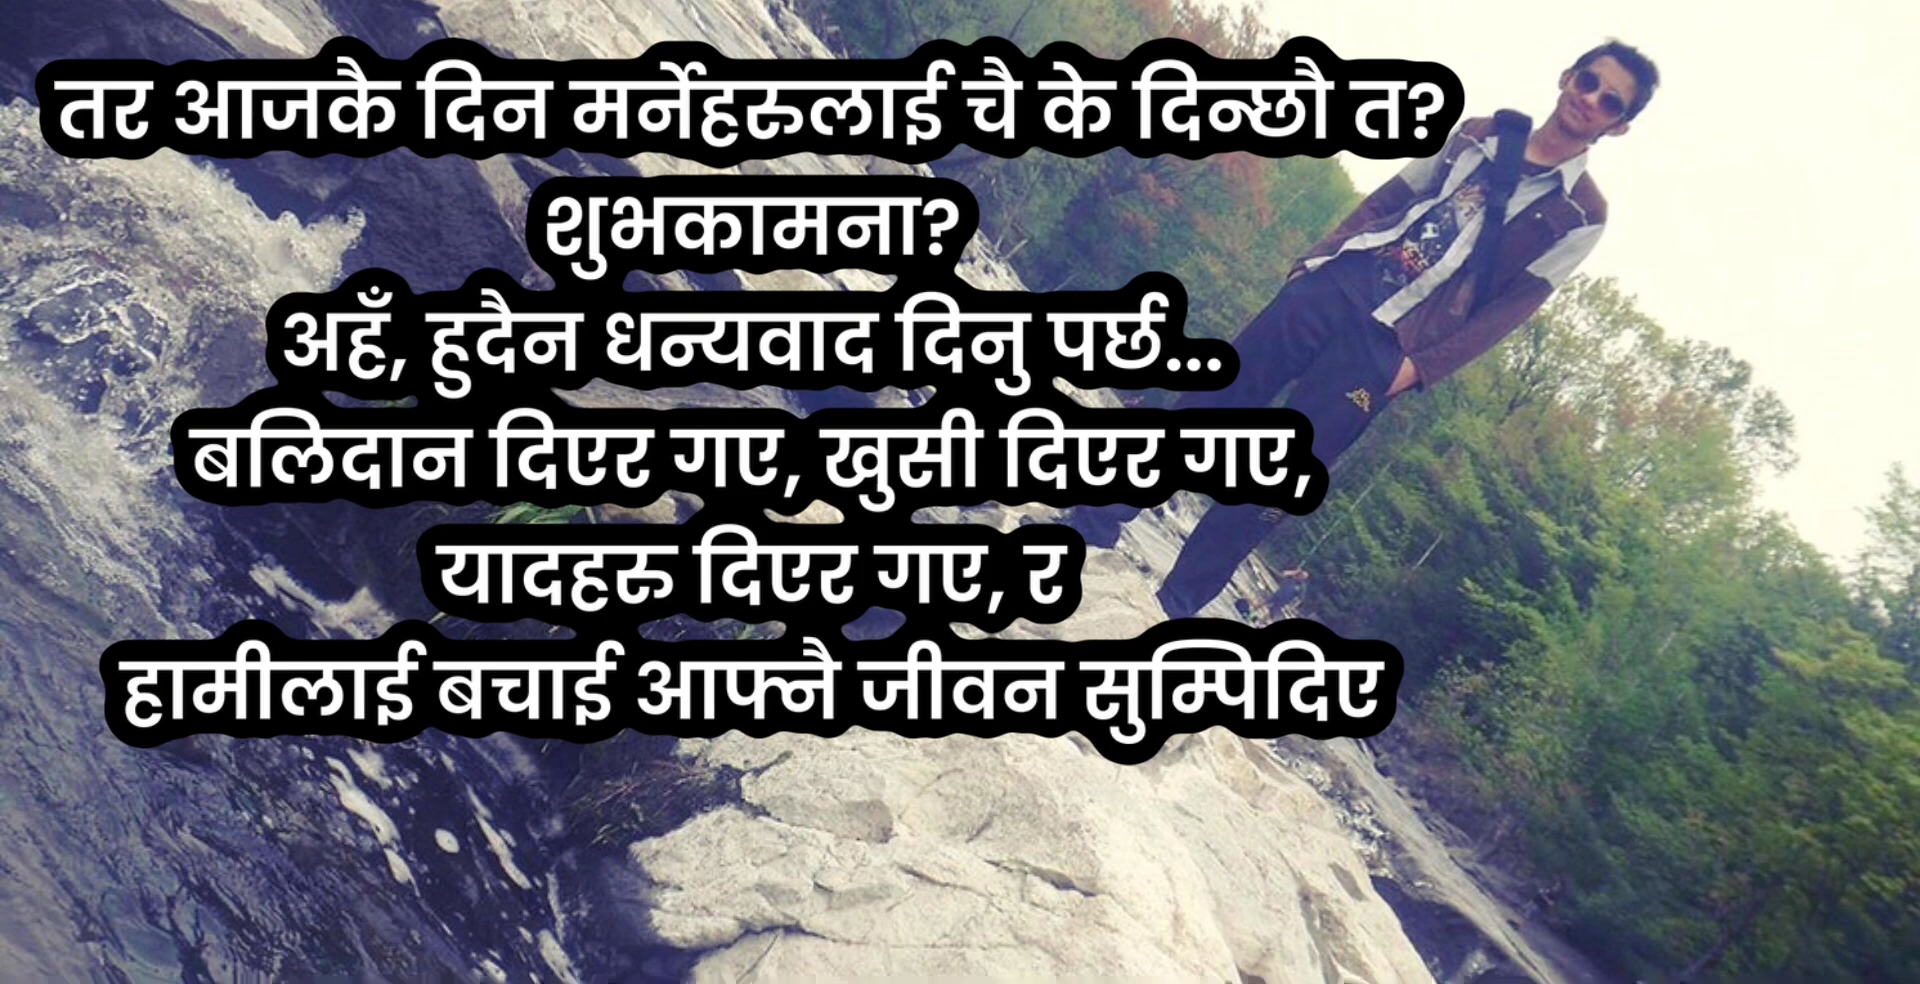 तर आजकै दिन मर्नेहरुलाई चै के दिन्छौ त?
शुभकामना?
अहँ, हुदैन धन्यवाद दिनु पर्छ...
बलिदान दिएर गए, खुसी दिएर गए,
यादहरु दिएर गए, र
हामीलाई बचाई आफ्नै जीवन सुम्पिदिए